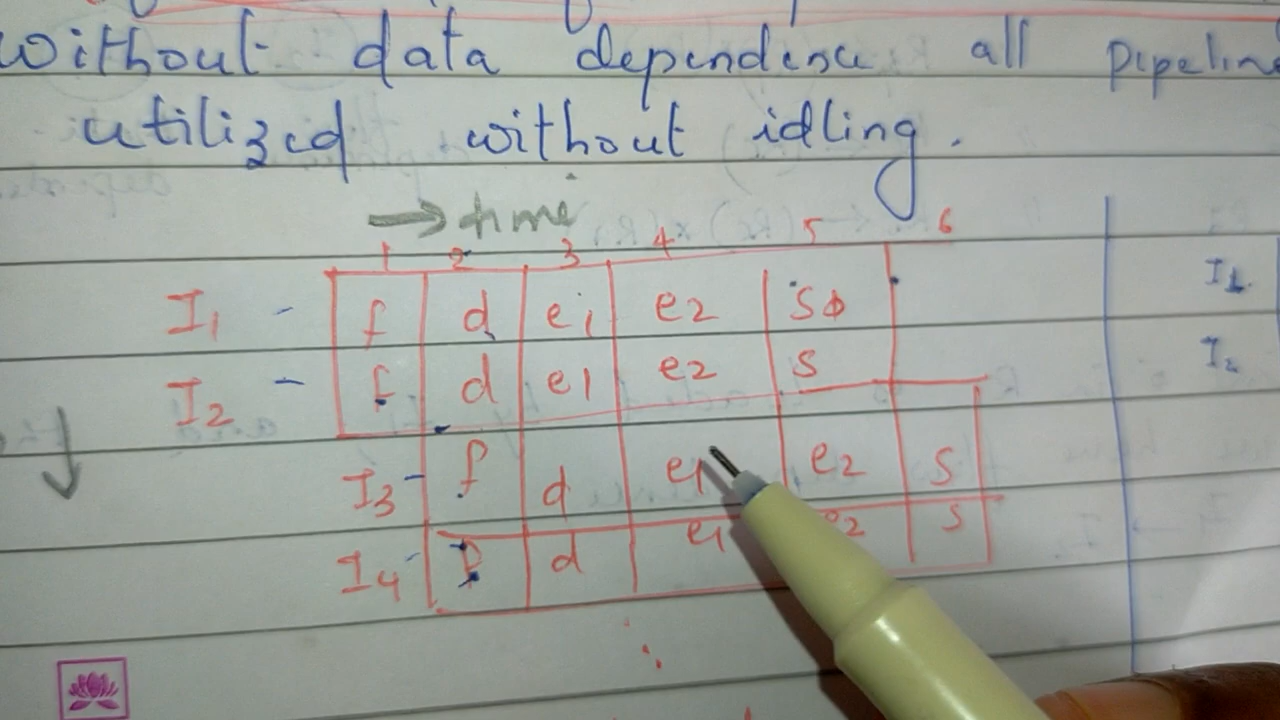 without data dependence all pipeline
utilized without idling.
→ time
1 2 3 4 5 6
I1 - f d e1 e2 s
I2 - f d e1 e2 s
I3 - f d e1 e2 s
I4 - f d e1 e2 s
I1
I2